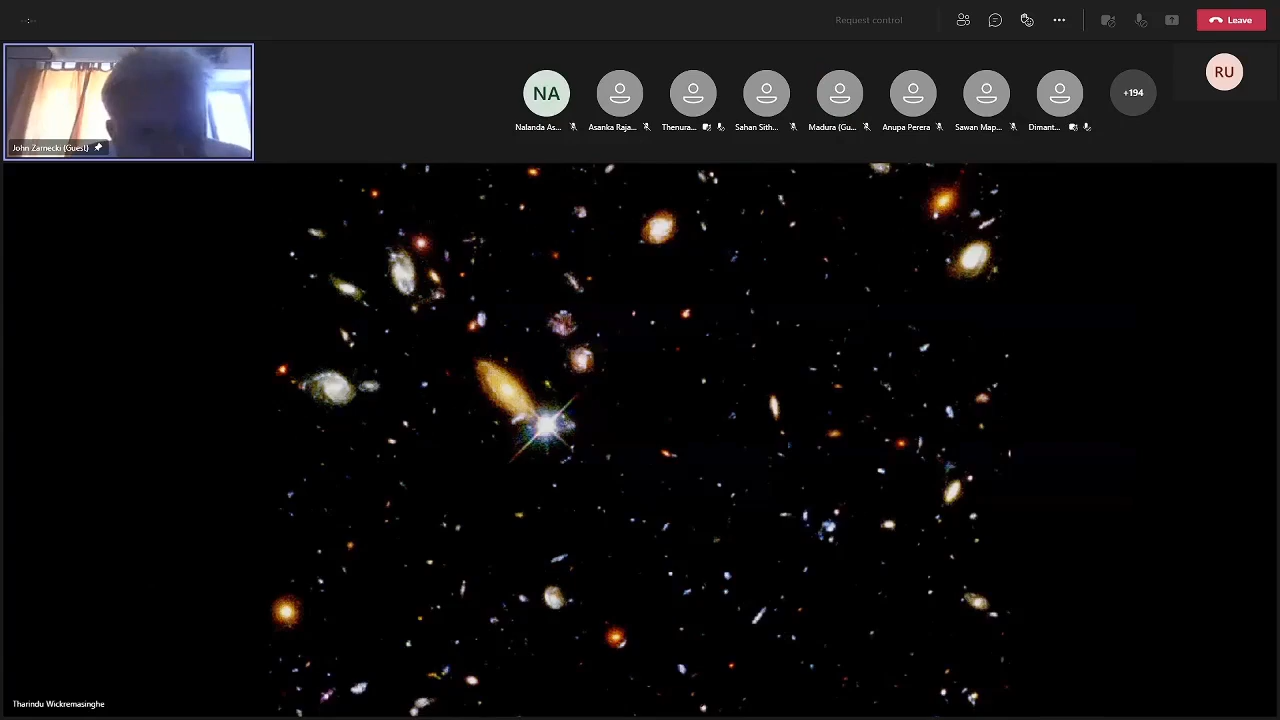 Request control
Leave
RU
NA
+194
Nalanda As...
Asanka Raja...
Thenura...
Sahan Sith...
Madura (Gu...
Anupa Perera
Sawan Map...
Dimant...
John Zarnecki (Guest)
Tharindu Wickremasinghe